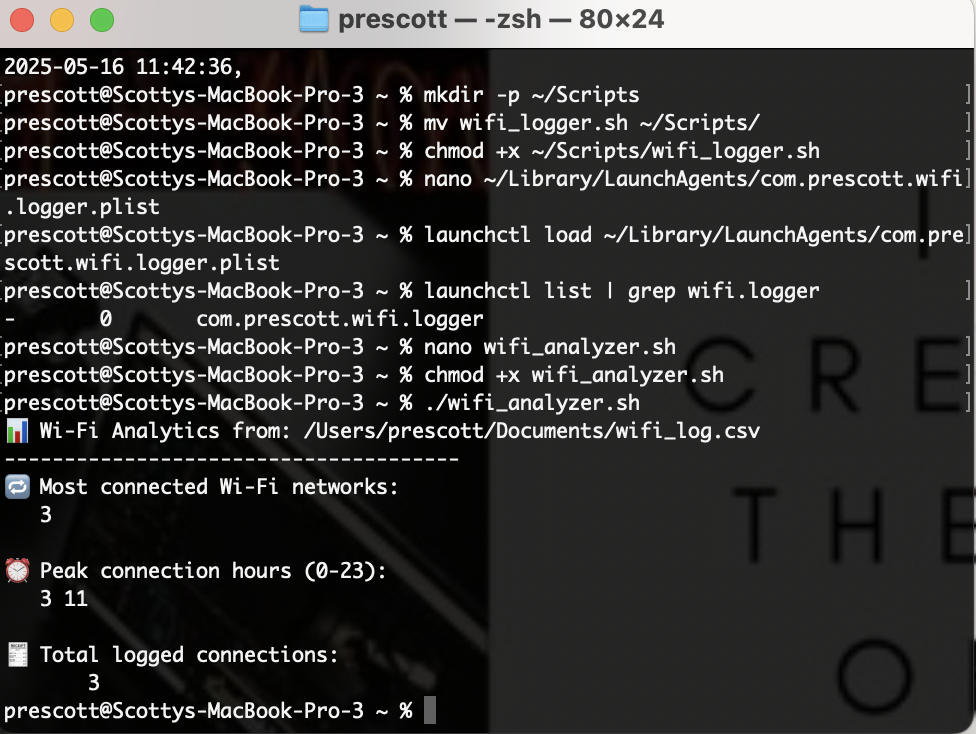 prescott — -zsh — 80×24
2025-05-16 11:42:36,
prescott@Scottys-MacBook-Pro-3 ~ % mkdir -p ~/Scripts
prescott@Scottys-MacBook-Pro-3 ~ % mv wifi_logger.sh ~/Scripts/
prescott@Scottys-MacBook-Pro-3 ~ % chmod +x ~/Scripts/wifi_logger.sh
prescott@Scottys-MacBook-Pro-3 ~ % nano ~/Library/LaunchAgents/com.prescott.wifi
.logger.plist
prescott@Scottys-MacBook-Pro-3 ~ % launchctl load ~/Library/LaunchAgents/com.pre
scott.wifi.logger.plist
prescott@Scottys-MacBook-Pro-3 ~ % launchctl list | grep wifi.logger
-       0       com.prescott.wifi.logger
prescott@Scottys-MacBook-Pro-3 ~ % nano wifi_analyzer.sh
prescott@Scottys-MacBook-Pro-3 ~ % chmod +x wifi_analyzer.sh
prescott@Scottys-MacBook-Pro-3 ~ % ./wifi_analyzer.sh
📊 Wi-Fi Analytics from: /Users/prescott/Documents/wifi_log.csv
--------------------------------------
🔁 Most connected Wi-Fi networks:
   3
⏰ Peak connection hours (0-23):
   3 11
🧾 Total logged connections:
       3
prescott@Scottys-MacBook-Pro-3 ~ %
I
CRE
THE
O